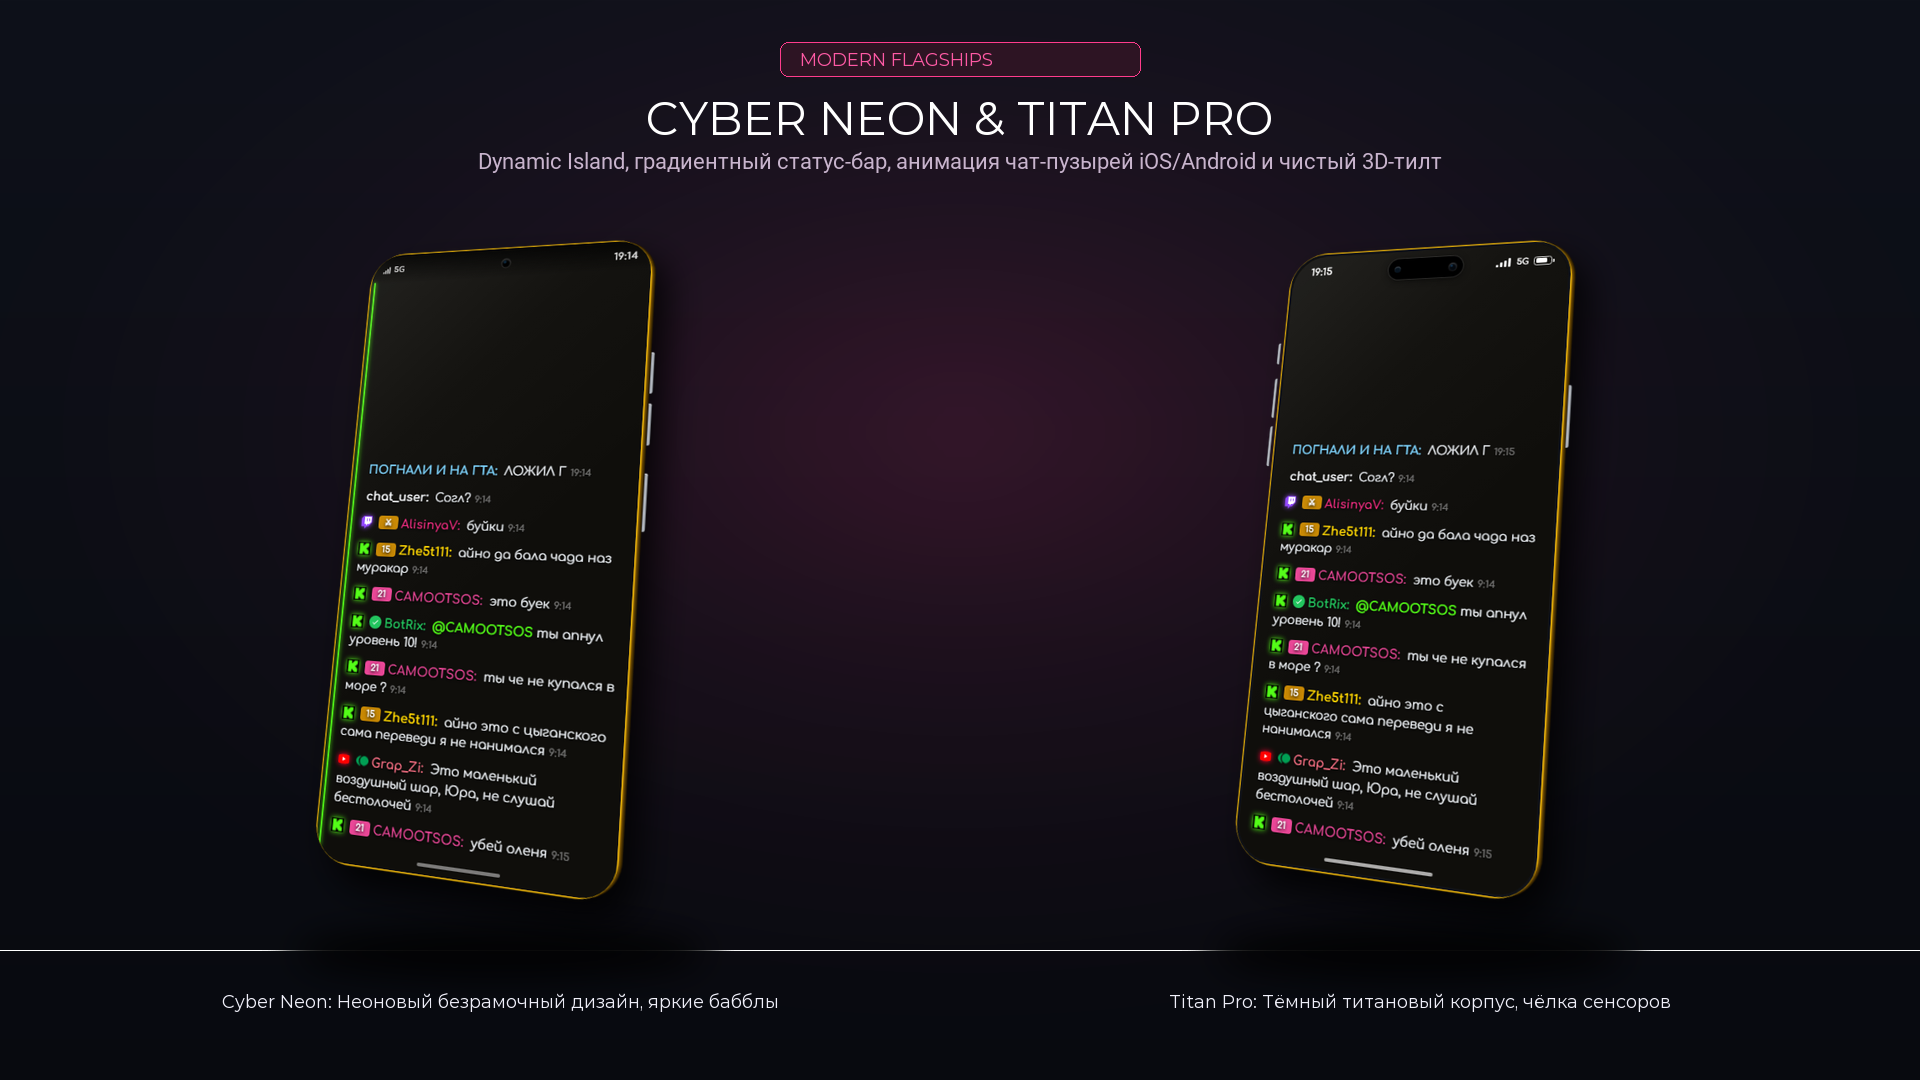 MODERN FLAGSHIPS
CYBER NEON & TITAN PRO
Dynamic Island, градиентный статус-бар, анимация чат-пузырей iOS/Android и чистый 3D-тилт
5G
19:14
ПОГНАЛИ И НА ГТА: ЛОЖИЛ Г 19:14
chat_user: Согл? 9:14
AlisinyaV: буйки 9:14
15 Zhe5t111: айно да бала чада наз
муракар 9:14
21 CAMOOTSOS: это буек 9:14
BotRix: @CAMOOTSOS ты апнул
уровень 10! 9:14
21 CAMOOTSOS: ты че не купался в
море ? 9:14
15 Zhe5t111: айно это с цыганского
сама переведи я не нанимался 9:14
Grap_Zi: Это маленький
воздушный шар, Юра, не слушай
бестолочей 9:14
21 CAMOOTSOS: убей оленя 9:15
19:15
5G
ПОГНАЛИ И НА ГТА: ЛОЖИЛ Г 19:15
chat_user: Согл? 9:14
AlisinyaV: буйки 9:14
15 Zhe5t111: айно да бала чада наз
муракар 9:14
21 CAMOOTSOS: это буек 9:14
BotRix: @CAMOOTSOS ты апнул
уровень 10! 9:14
21 CAMOOTSOS: ты че не купался
в море ? 9:14
15 Zhe5t111: айно это с
цыганского сама переведи я не
нанимался 9:14
Grap_Zi: Это маленький
воздушный шар, Юра, не слушай
бестолочей 9:14
21 CAMOOTSOS: убей оленя 9:15
Cyber Neon: Неоновый безрамочный дизайн, яркие бабблы
Titan Pro: Тёмный титановый корпус, чёлка сенсоров